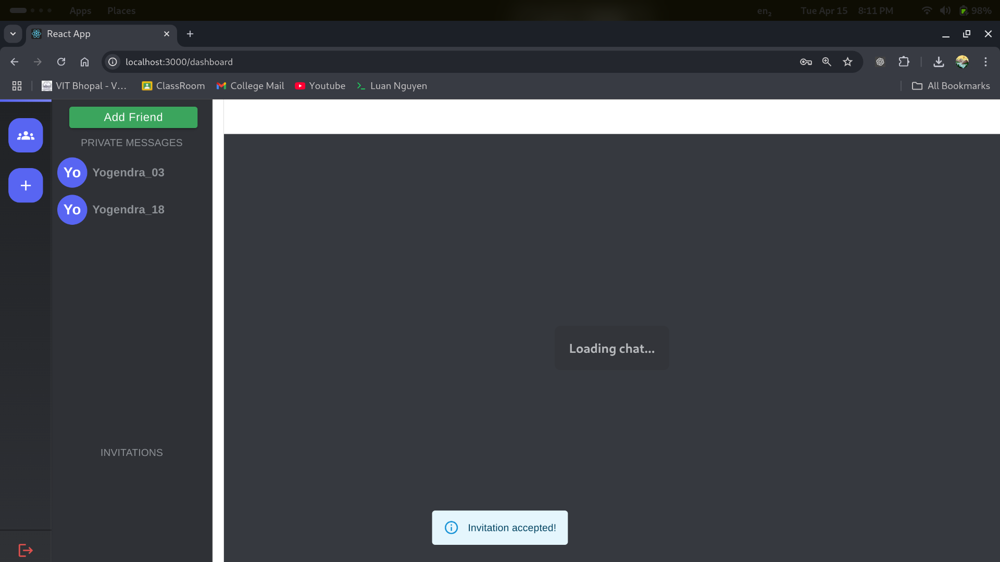 Apps Places en₂ Tue Apr 15 8:11 PM 98%
React App
localhost:3000/dashboard
VIT Bhopal - V... ClassRoom College Mail Youtube Luan Nguyen All Bookmarks
Add Friend
PRIVATE MESSAGES
Yo Yogendra_03
Yo Yogendra_18
Loading chat...
INVITATIONS
Invitation accepted!